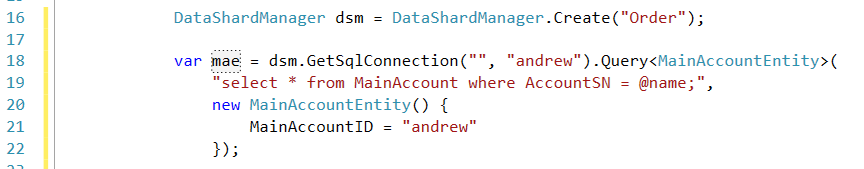 16 DataShardManager dsm = DataShardManager.Create("Order");
17
18 var mae = dsm.GetSqlConnection("", "andrew").Query<MainAccountEntity>(
19 "select * from MainAccount where AccountSN = @name;",
20 new MainAccountEntity() {
21 MainAccountID = "andrew"
22 });